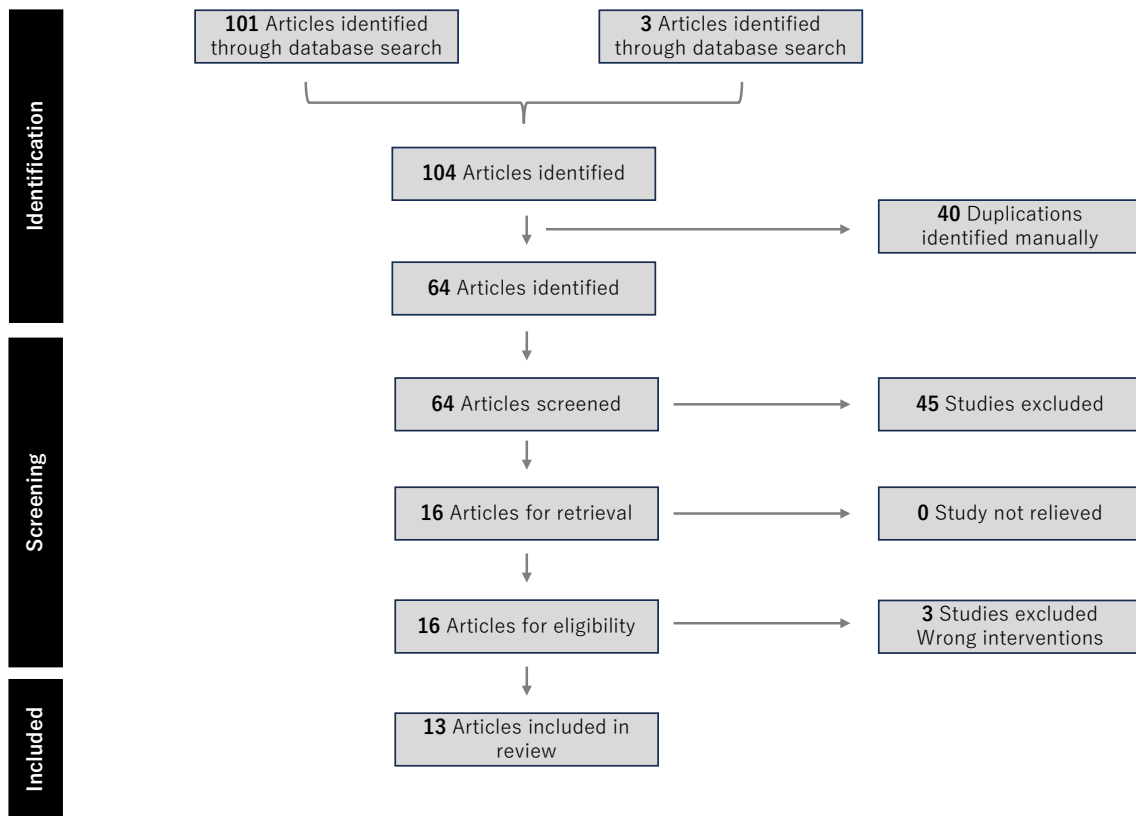 Identification
101 Articles identified
through database search
3 Articles identified
through database search
104 Articles identified
40 Duplications
identified manually
64 Articles identified
Screening
64 Articles screened
45 Studies excluded
16 Articles for retrieval
0 Study not relieved
16 Articles for eligibility
3 Studies excluded
Wrong interventions
Included
13 Articles included in
review